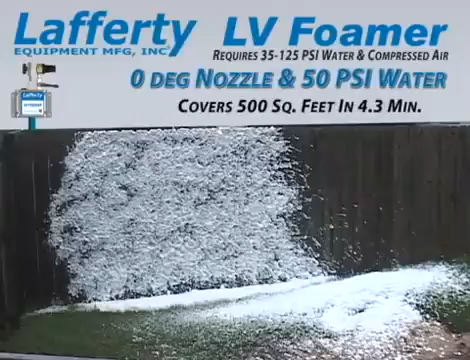 Lafferty
EQUIPMENT MFG, INC
LV Foamer
REQUIRES 35-125 PSI WATER & COMPRESSED AIR
0 DEG NOZZLE & 50 PSI WATER
COVERS 500 SQ. FEET IN 4.3 MIN.
Lafferty